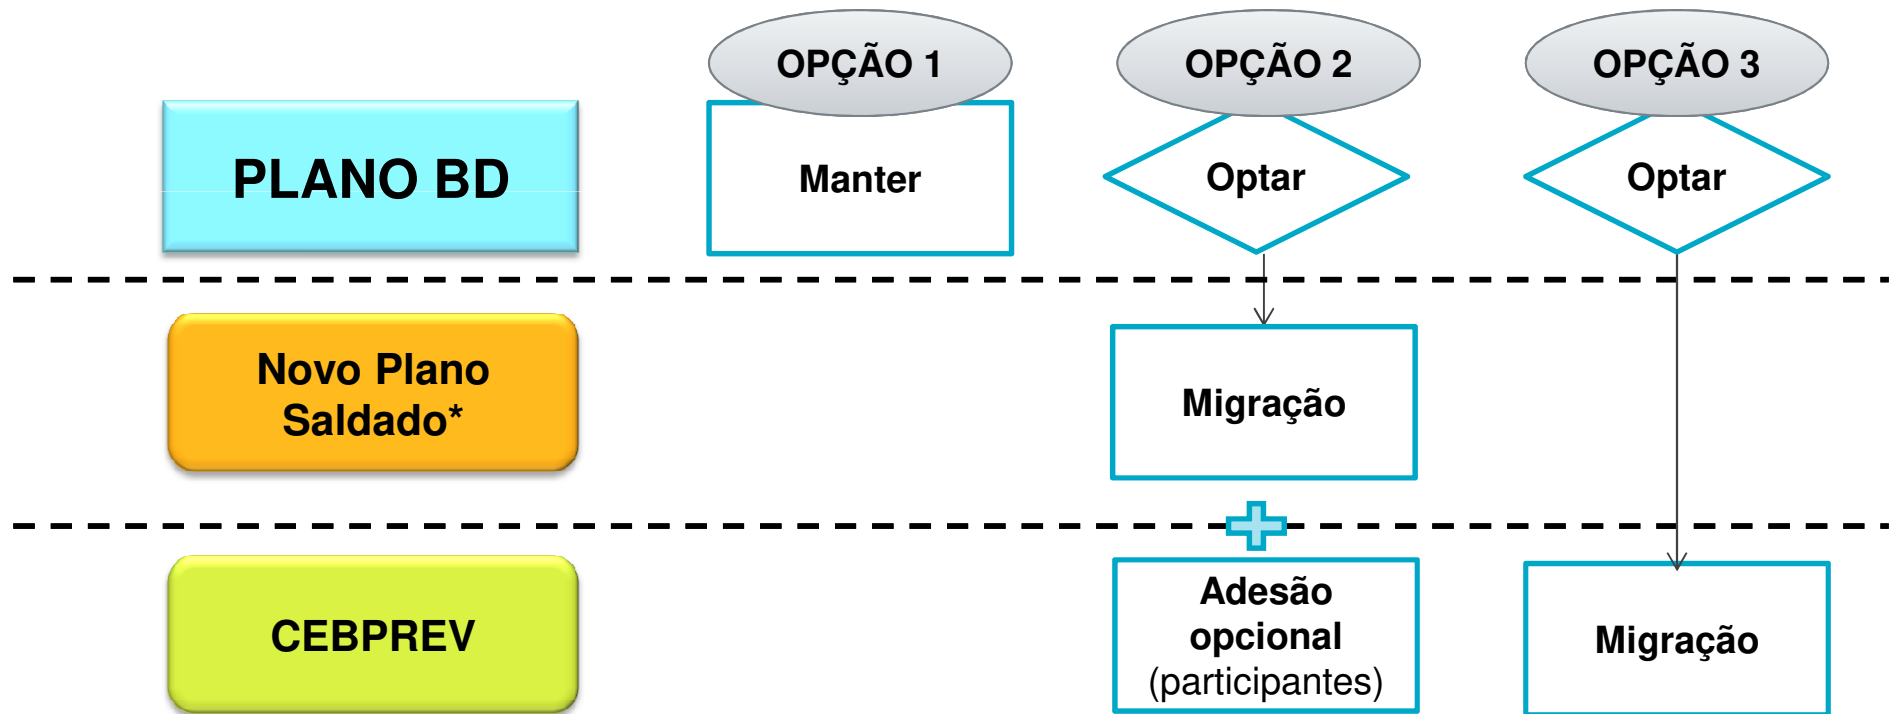 OPÇÃO 1
OPÇÃO 2
OPÇÃO 3
PLANO BD
Manter
Optar
Optar
Novo Plano
Saldado*
Migração
CEBPREV
Adesão
opcional
(participantes)
Migração